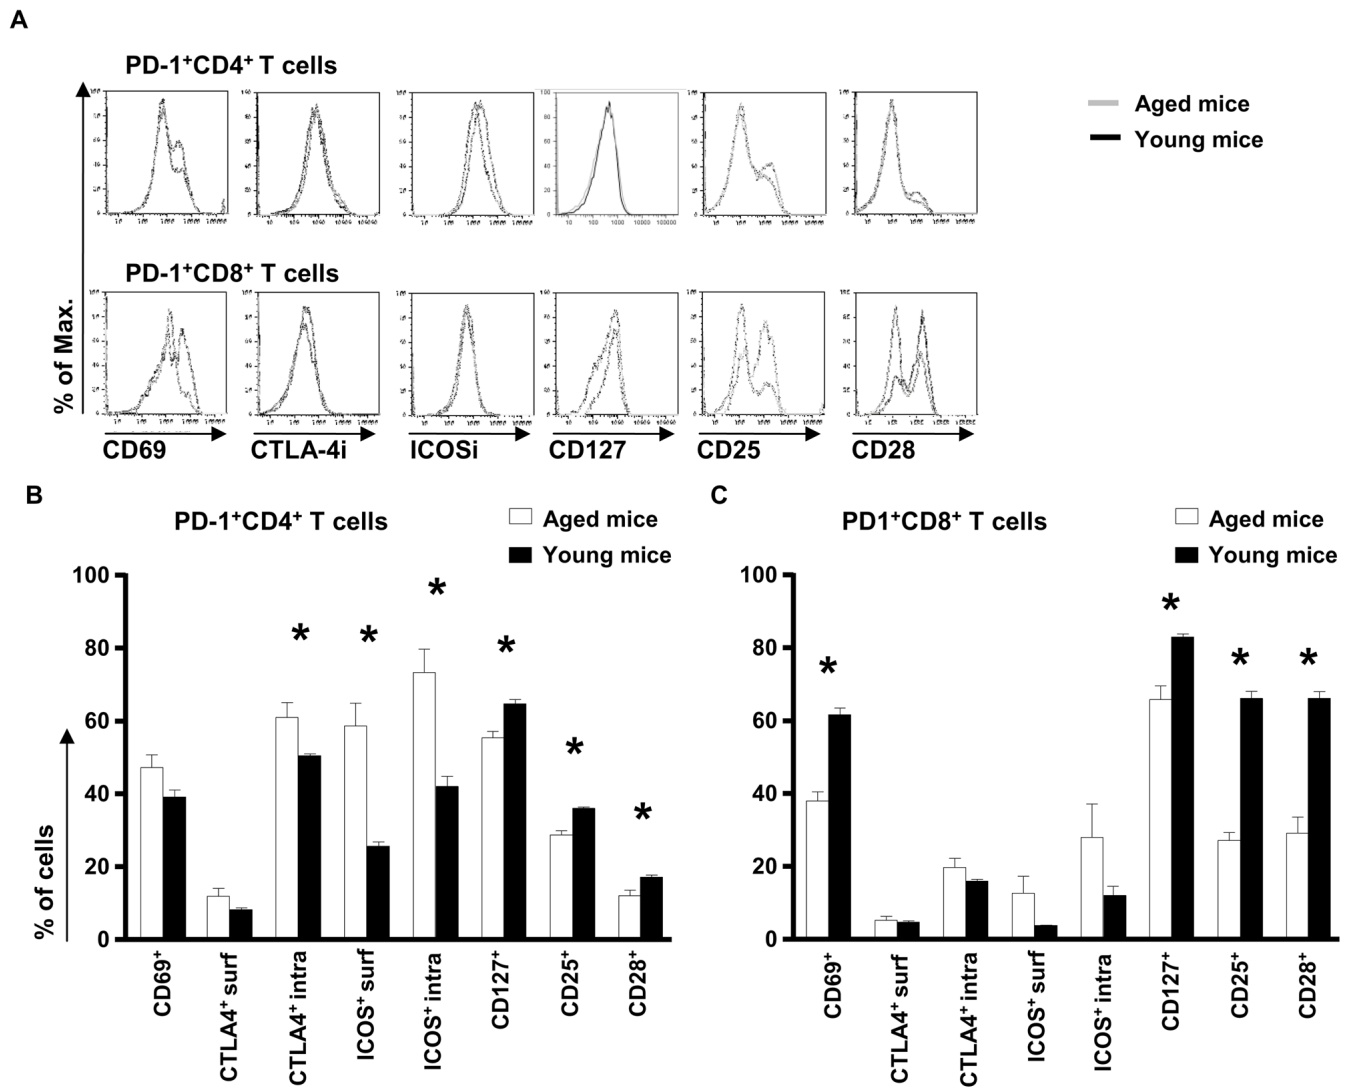 A
PD-1⁺CD4⁺ T cells
Aged mice
Young mice
PD-1⁺CD8⁺ T cells
% of Max.
CD69
CTLA-4i
ICOSi
CD127
CD25
CD28
B
PD-1⁺CD4⁺ T cells
Aged mice
Young mice
% of cells
100
80
60
40
20
0
*
*
*
*
*
*
CD69⁺
CTLA4⁺ surf
CTLA4⁺ intra
ICOS⁺ surf
ICOS⁺ intra
CD127⁺
CD25⁺
CD28⁺
C
PD1⁺CD8⁺ T cells
Aged mice
Young mice
100
80
60
40
20
0
*
*
*
*
CD69⁺
CTLA4⁺ surf
CTLA4⁺ intra
ICOS⁺ surf
ICOS⁺ intra
CD127⁺
CD25⁺
CD28⁺